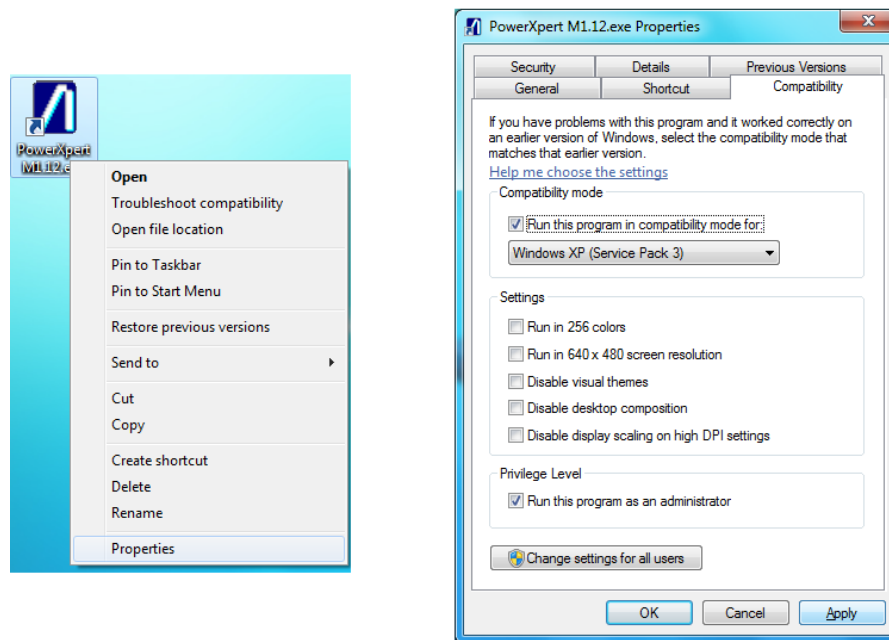 PowerXpert
M1.12.e
Open
Troubleshoot compatibility
Open file location
Pin to Taskbar
Pin to Start Menu
Restore previous versions
Send to
Cut
Copy
Create shortcut
Delete
Rename
Properties
PowerXpert M1.12.exe Properties
Security Details Previous Versions
General Shortcut Compatibility
If you have problems with this program and it worked correctly on
an earlier version of Windows, select the compatibility mode that
matches that earlier version.
Help me choose the settings
Compatibility mode
Run this program in compatibility mode for:
Windows XP (Service Pack 3)
Settings
Run in 256 colors
Run in 640 x 480 screen resolution
Disable visual themes
Disable desktop composition
Disable display scaling on high DPI settings
Privilege Level
Run this program as an administrator
Change settings for all users
OK Cancel Apply